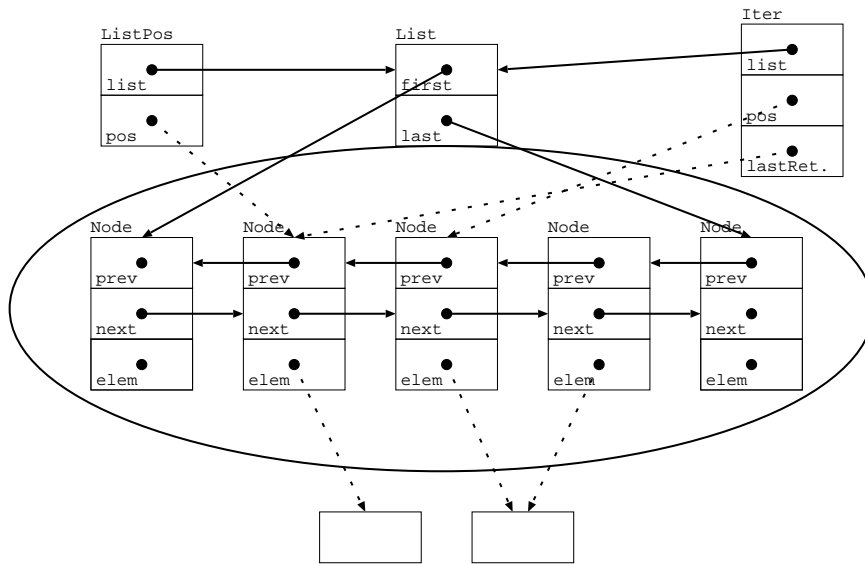 Iter
ListPos
List
list
first
list
pos
last
pos
lastRet.
Node
Node
Node
Node
Node
prev
prev
prev
prev
prev
next
next
next
next
next
elem
elem
elem
elem
elem